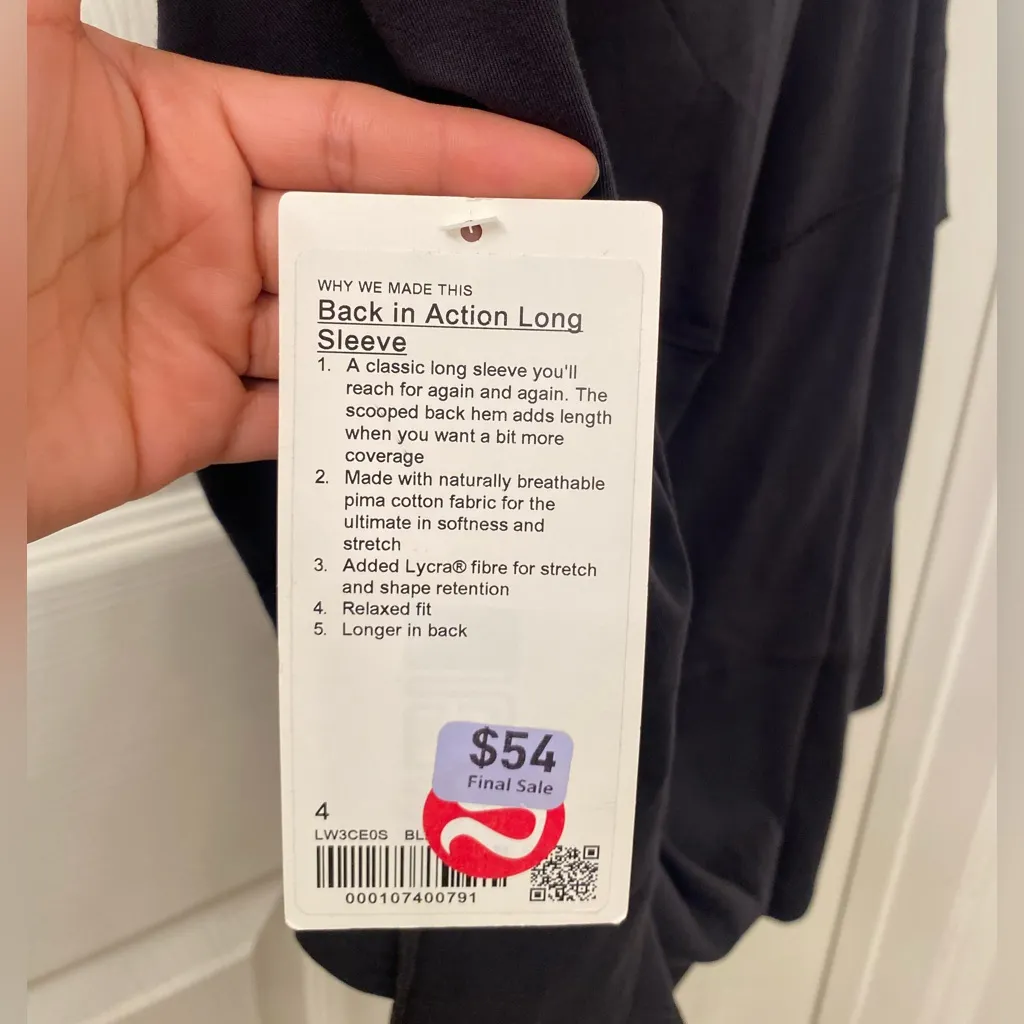 WHY WE MADE THIS
Back in Action Long
Sleeve
1. A classic long sleeve you'll
reach for again and again. The
scooped back hem adds length
when you want a bit more
coverage
2. Made with naturally breathable
pima cotton fabric for the
ultimate in softness and
stretch
3. Added Lycra® fibre for stretch
and shape retention
4. Relaxed fit
5. Longer in back
$54
Final Sale
4
LW3CE0S
000107400791